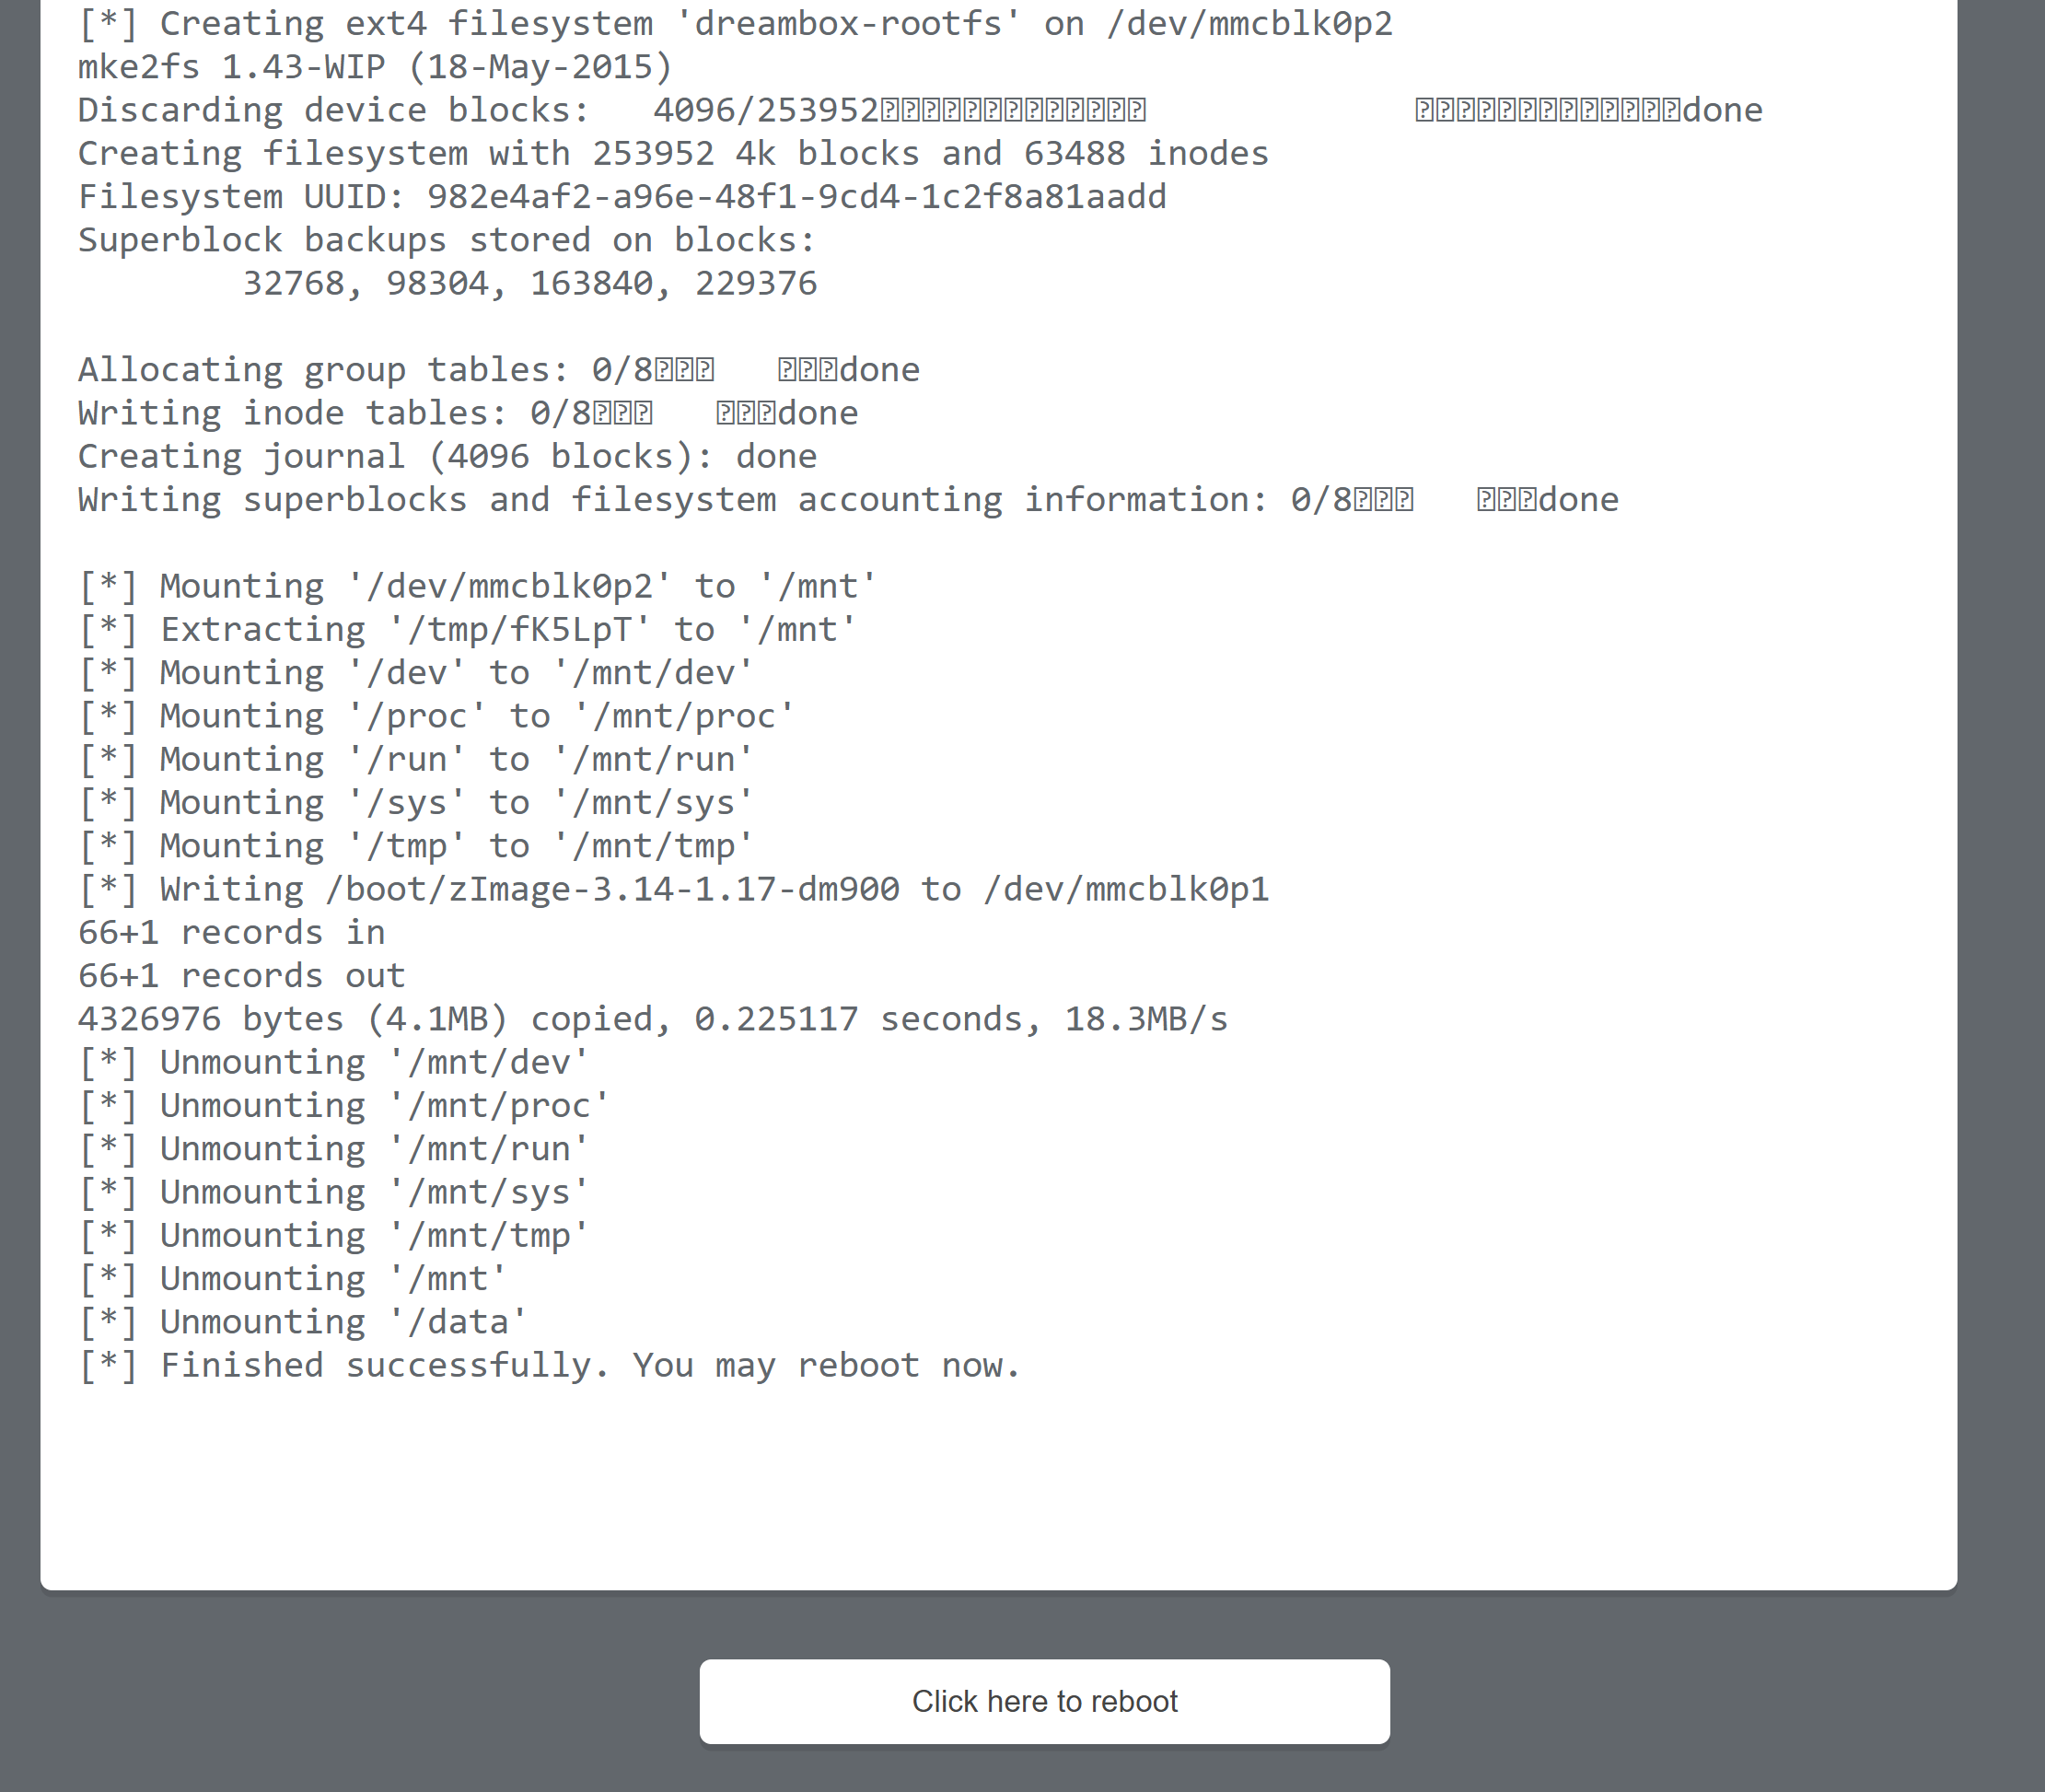 [*] Creating ext4 filesystem 'dreambox-rootfs' on /dev/mmcblk0p2
mke2fs 1.43-WIP (18-May-2015)
Discarding device blocks:   4096/253952�������������             �������������done
Creating filesystem with 253952 4k blocks and 63488 inodes
Filesystem UUID: 982e4af2-a96e-48f1-9cd4-1c2f8a81aadd
Superblock backups stored on blocks:
        32768, 98304, 163840, 229376

Allocating group tables: 0/8���   ���done
Writing inode tables: 0/8���   ���done
Creating journal (4096 blocks): done
Writing superblocks and filesystem accounting information: 0/8���   ���done

[*] Mounting '/dev/mmcblk0p2' to '/mnt'
[*] Extracting '/tmp/fK5LpT' to '/mnt'
[*] Mounting '/dev' to '/mnt/dev'
[*] Mounting '/proc' to '/mnt/proc'
[*] Mounting '/run' to '/mnt/run'
[*] Mounting '/sys' to '/mnt/sys'
[*] Mounting '/tmp' to '/mnt/tmp'
[*] Writing /boot/zImage-3.14-1.17-dm900 to /dev/mmcblk0p1
66+1 records in
66+1 records out
4326976 bytes (4.1MB) copied, 0.225117 seconds, 18.3MB/s
[*] Unmounting '/mnt/dev'
[*] Unmounting '/mnt/proc'
[*] Unmounting '/mnt/run'
[*] Unmounting '/mnt/sys'
[*] Unmounting '/mnt/tmp'
[*] Unmounting '/mnt'
[*] Unmounting '/data'
[*] Finished successfully. You may reboot now.
Click here to reboot